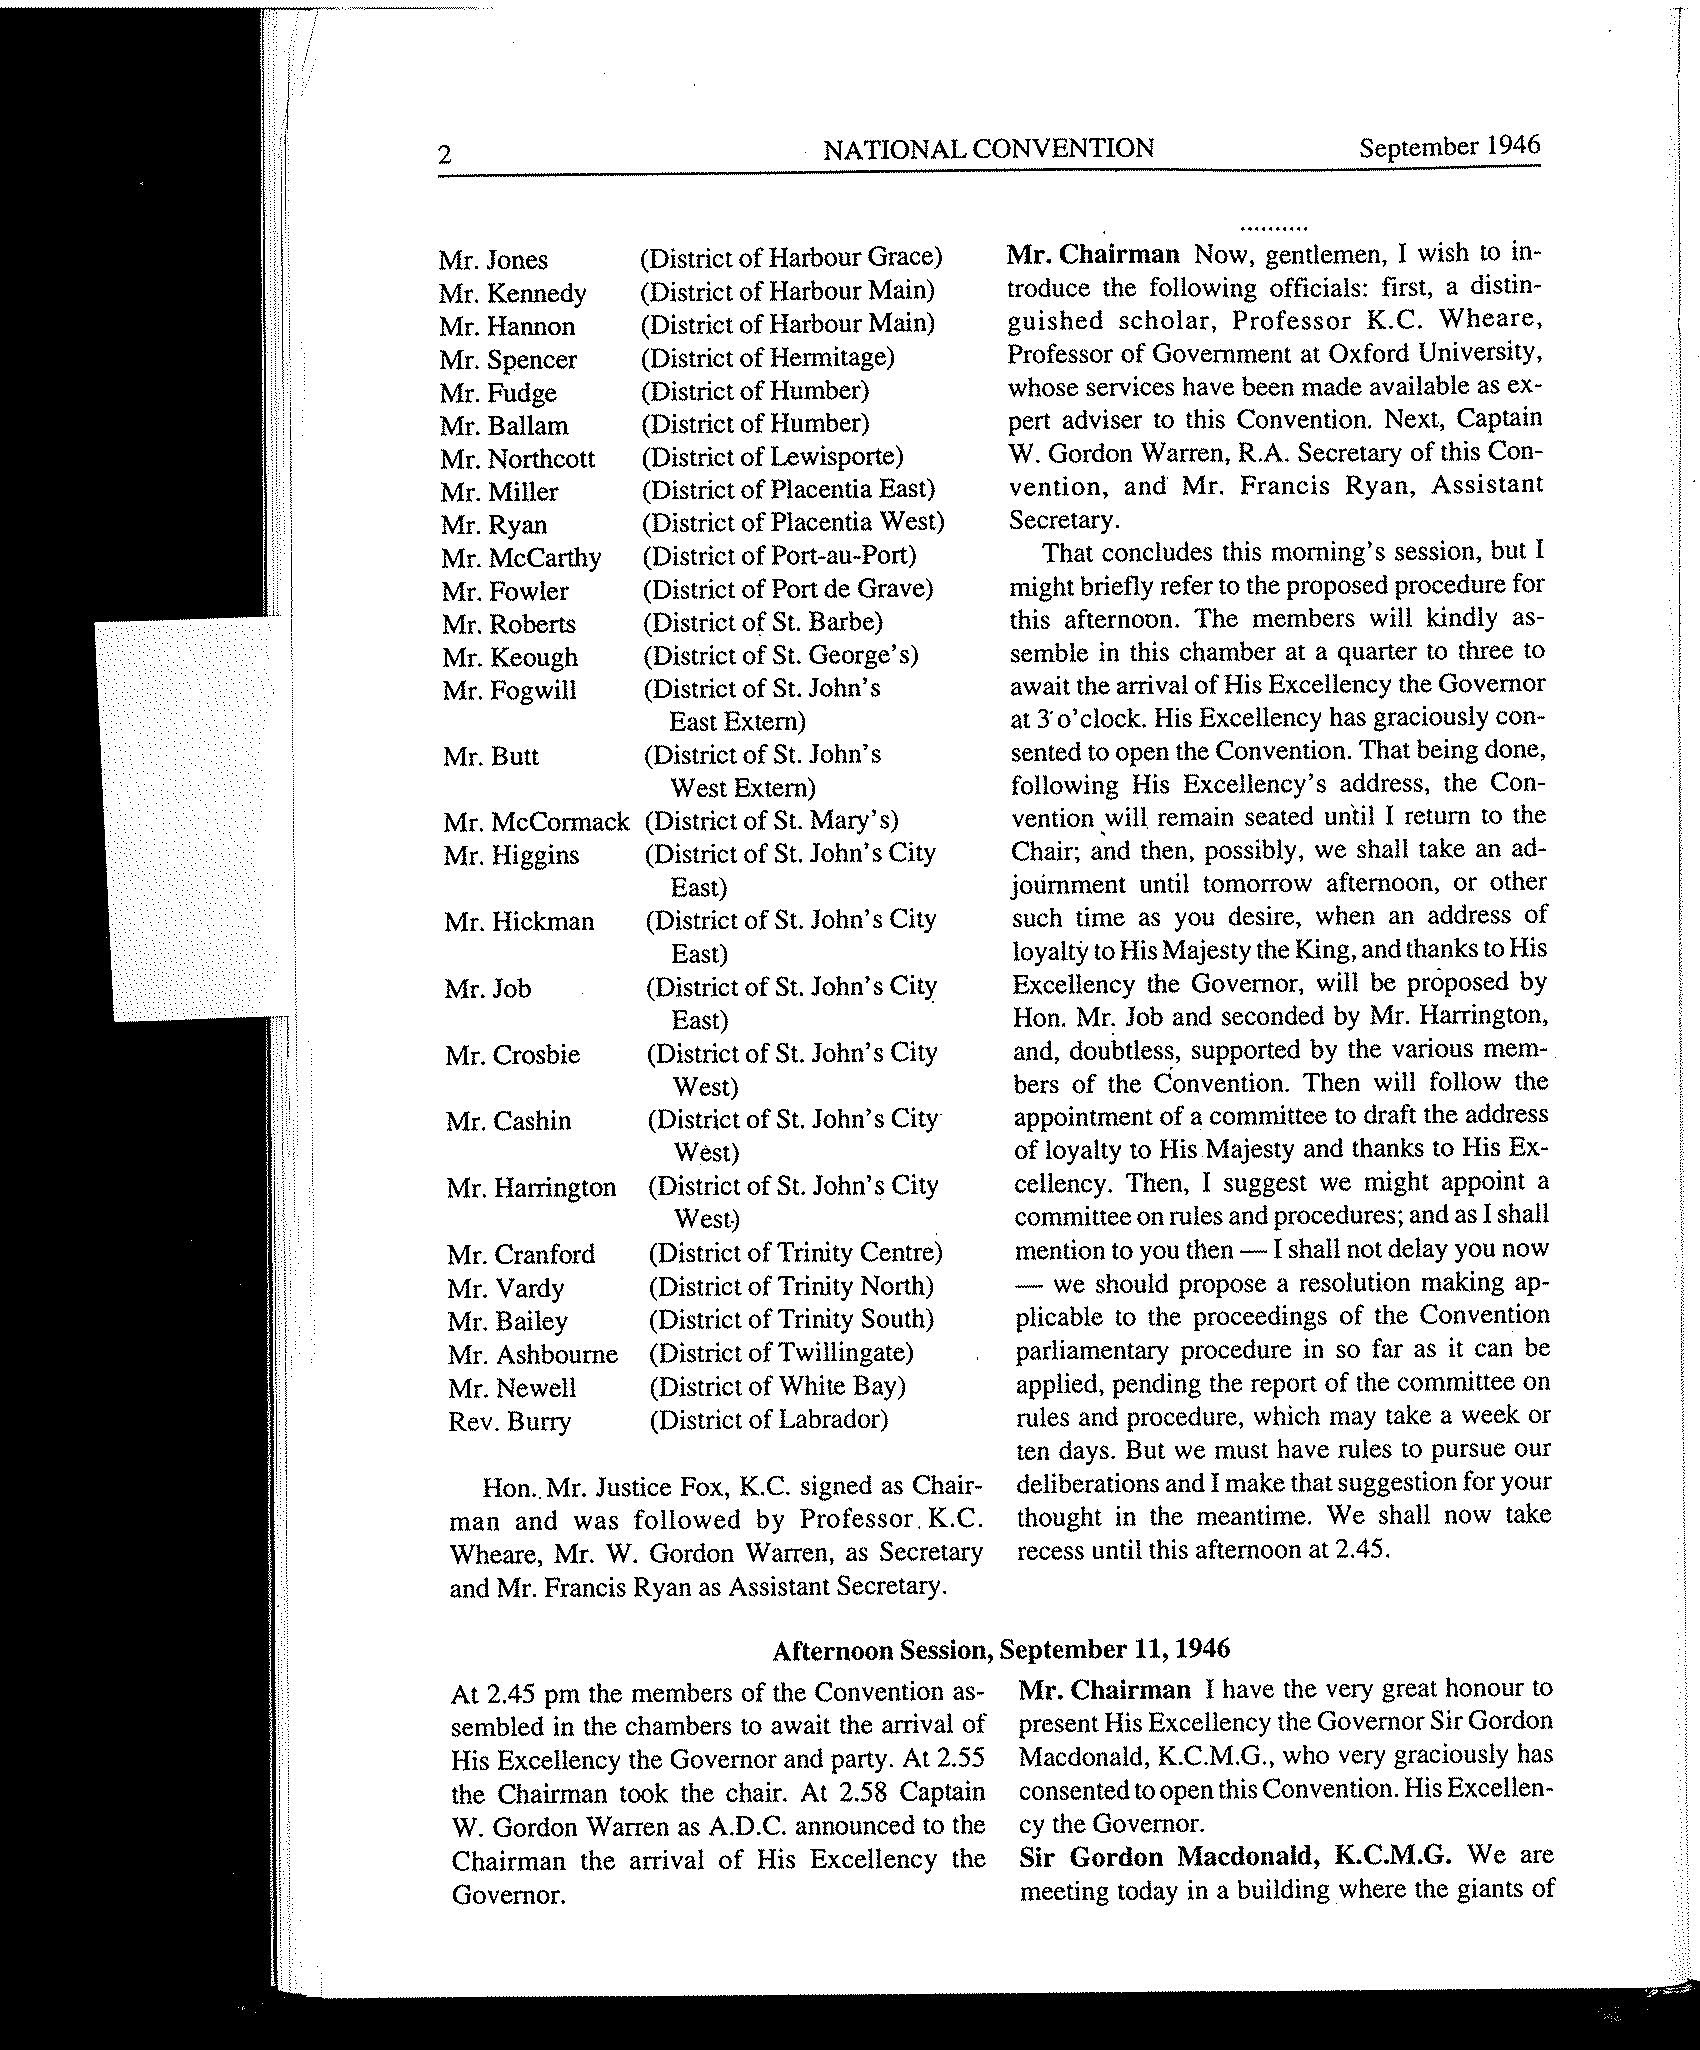 2 NATIONAL CONVENTION September 1946
Mr. Jones (District of Harbour Grace)
Mr. Kennedy (District of Harbour Main)
Mr. Hannon (District of Harbour Main)
Mr. Spencer (District of Hermitage)
Mr. Fudge (District of Humber)
Mr. Ballam (District of Humber)
Mr. Northcott (District of Lewisporte)
Mr. Miller (District of Placentia East)
Mr. Ryan (District of Placentia West)
Mr. McCarthy (District of Port-au-Port)
Mr. Fowler (District of Port de Grave)
Mr. Roberts (District of St. Barbe)
Mr. Keough (District of St. George's)
Mr. Fogwill (District of St. John's
East Extern)
Mr. Butt (District of St. John's
West Extern)
Mr. McCormack (District of St. Mary's)
Mr. Higgins (District of St. John's City
East)
Mr. Hickman (District of St. John's City
East)
Mr. Job (District of St. John's City
East)
Mr. Crosbie (District of St. John's City
West)
Mr. Cashin (District of St. John's City
West)
Mr. Harrington (District of St. John's City
West)
Mr. Cranford (District of Trinity Centre)
Mr. Vardy (District of Trinity North)
Mr. Bailey (District of Trinity South)
Mr. Ashbourne (District of Twillingate)
Mr. Newell (District of White Bay)
Rev. Burry (District of Labrador)
Hon. Mr. Justice Fox, K.C. signed as Chair-
man and was followed by Professor K.C.
Wheare, Mr. W. Gordon Warren, as Secretary
and Mr. Francis Ryan as Assistant Secretary.
..........
Mr. Chairman Now, gentlemen, I wish to in-
troduce the following officials: first, a distin-
guished scholar, Professor K.C. Wheare,
Professor of Government at Oxford University,
whose services have been made available as ex-
pert adviser to this Convention. Next, Captain
W. Gordon Warren, R.A. Secretary of this Con-
vention, and Mr. Francis Ryan, Assistant
Secretary.
That concludes this morning's session, but I
might briefly refer to the proposed procedure for
this afternoon. The members will kindly as-
semble in this chamber at a quarter to three to
await the arrival of His Excellency the Governor
at 3 o'clock. His Excellency has graciously con-
sented to open the Convention. That being done,
following His Excellency's address, the Con-
vention will remain seated until I return to the
Chair; and then, possibly, we shall take an ad-
journment until tomorrow afternoon, or other
such time as you desire, when an address of
loyalty to His Majesty the King, and thanks to His
Excellency the Governor, will be proposed by
Hon. Mr. Job and seconded by Mr. Harrington,
and, doubtless, supported by the various mem-
bers of the Convention. Then will follow the
appointment of a committee to draft the address
of loyalty to His Majesty and thanks to His Ex-
cellency. Then, I suggest we might appoint a
committee on rules and procedures; and as I shall
mention to you then — I shall not delay you now
— we should propose a resolution making ap-
plicable to the proceedings of the Convention
parliamentary procedure in so far as it can be
applied, pending the report of the committee on
rules and procedure, which may take a week or
ten days. But we must have rules to pursue our
deliberations and I make that suggestion for your
thought in the meantime. We shall now take
recess until this afternoon at 2.45.
Afternoon Session, September 11, 1946
At 2.45 pm the members of the Convention as-
sembled in the chambers to await the arrival of
His Excellency the Governor and party. At 2.55
the Chairman took the chair. At 2.58 Captain
W. Gordon Warren as A.D.C. announced to the
Chairman the arrival of His Excellency the
Governor.
Mr. Chairman I have the very great honour to
present His Excellency the Governor Sir Gordon
Macdonald, K.C.M.G., who very graciously has
consented to open this Convention. His Excellen-
cy the Governor.
Sir Gordon Macdonald, K.C.M.G. We are
meeting today in a building where the giants of